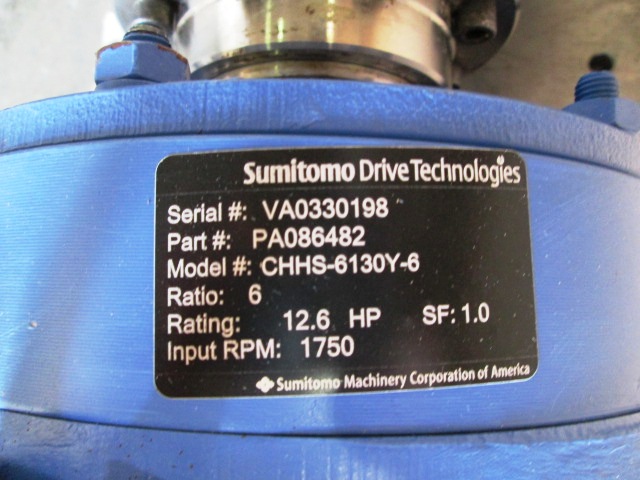 Sumitomo Drive Technologies
Serial #: VA0330198
Part #: PA086482
Model #: CHHS-6130Y-6
Ratio: 6
Rating: 12.6 HP SF: 1.0
Input RPM: 1750
Sumitomo Machinery Corporation of America